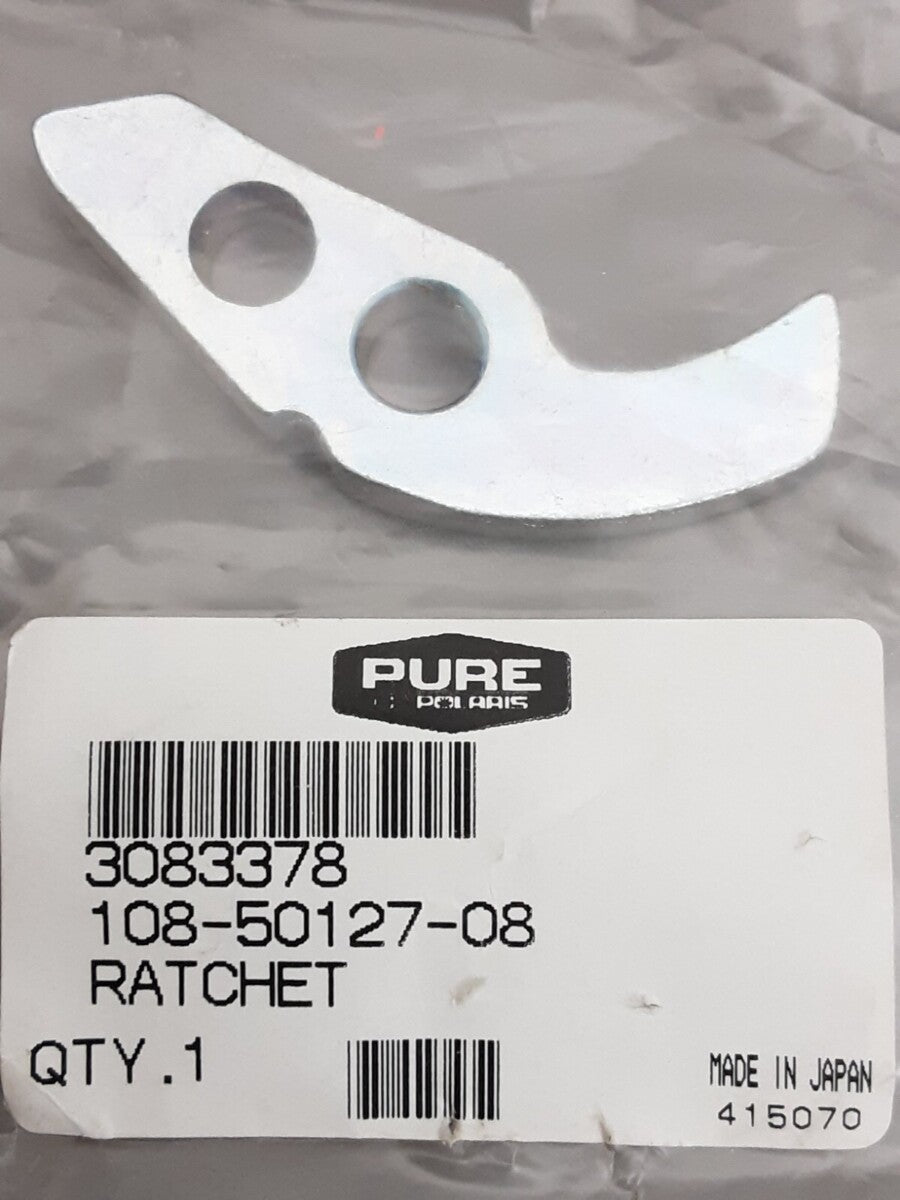 PURE
POLARIS
3083378
108-50127-08
RATCHET
QTY.1
MADE IN JAPAN
415070